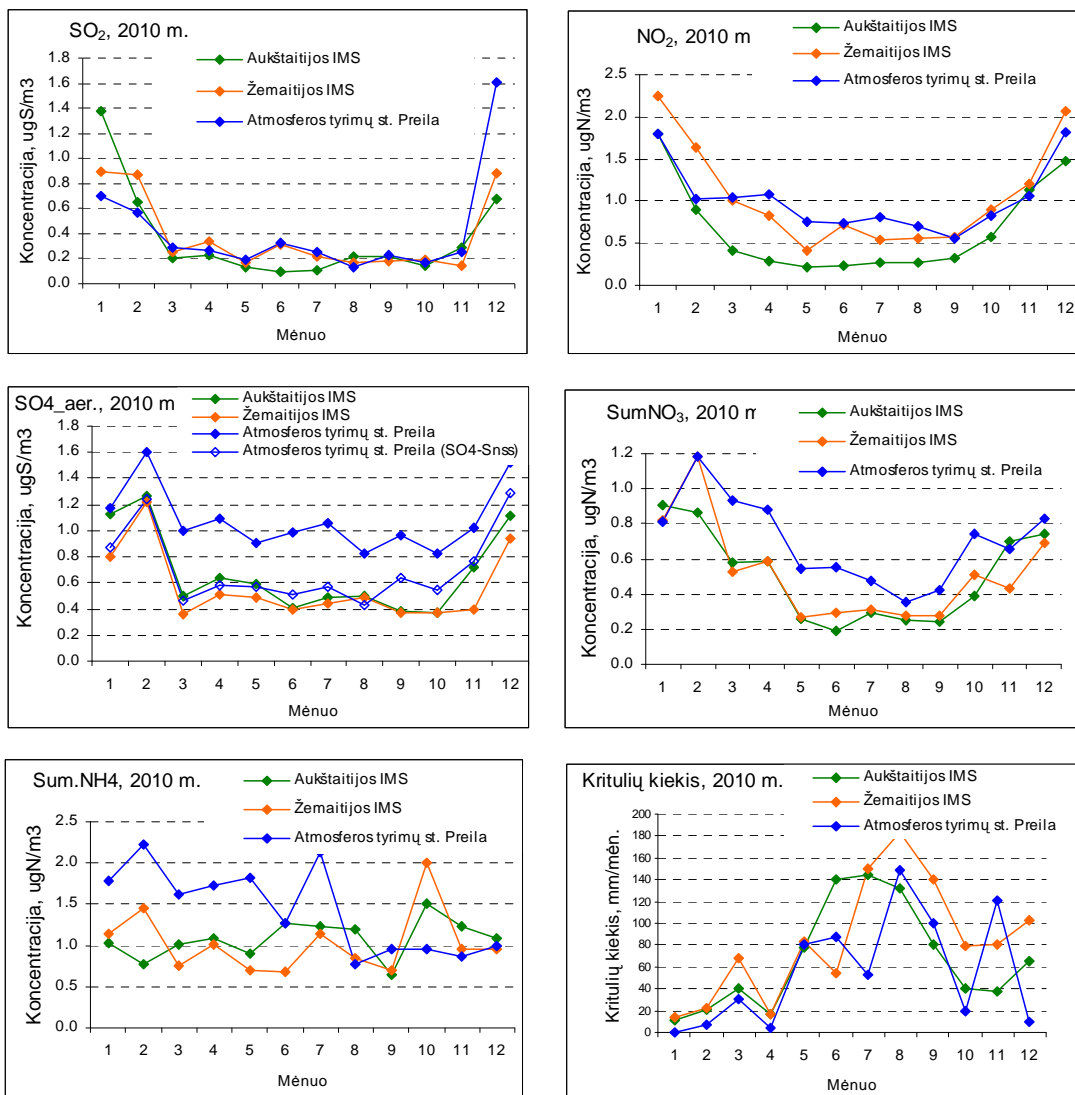 SO2, 2010 m.
Aukštaitijos IMS
Žemaitijos IMS
Atmosferos tyrimų st. Preila
Koncentracija, ugS/m3
1.8
1.6
1.4
1.2
1.0
0.8
0.6
0.4
0.2
0.0
1 2 3 4 5 6 7 8 9 10 11 12
Mėnuo
NO2, 2010 m
Aukštaitijos IMS
Žemaitijos IMS
Atmosferos tyrimų st. Preila
Koncentracija, ugN/m3
2.5
2.0
1.5
1.0
0.5
0.0
1 2 3 4 5 6 7 8 9 10 11 12
Mėnuo
SO4_aer., 2010 m
Aukštaitijos IMS
Žemaitijos IMS
Atmosferos tyrimų st. Preila
Atmosferos tyrimų st. Preila (SO4-Snss)
Koncentracija, ugS/m3
1.8
1.6
1.4
1.2
1.0
0.8
0.6
0.4
0.2
0.0
1 2 3 4 5 6 7 8 9 10 11 12
Mėnuo
SumNO3, 2010 m
Aukštaitijos IMS
Žemaitijos IMS
Atmosferos tyrimų st. Preila
Koncentracija, ugN/m3
1.2
1.0
0.8
0.6
0.4
0.2
0.0
1 2 3 4 5 6 7 8 9 10 11 12
Mėnuo
Sum.NH4, 2010 m.
Aukštaitijos IMS
Žemaitijos IMS
Atmosferos tyrimų st. Preila
Koncentracija, ugN/m3
2.5
2.0
1.5
1.0
0.5
0.0
1 2 3 4 5 6 7 8 9 10 11 12
Mėnuo
Kritulių kiekis, 2010 m.
Aukštaitijos IMS
Žemaitijos IMS
Atmosferos tyrimų st. Preila
Kritulių kiekis, mm/mėn.
200
180
160
140
120
100
80
60
40
20
0
1 2 3 4 5 6 7 8 9 10 11 12
Mėnuo